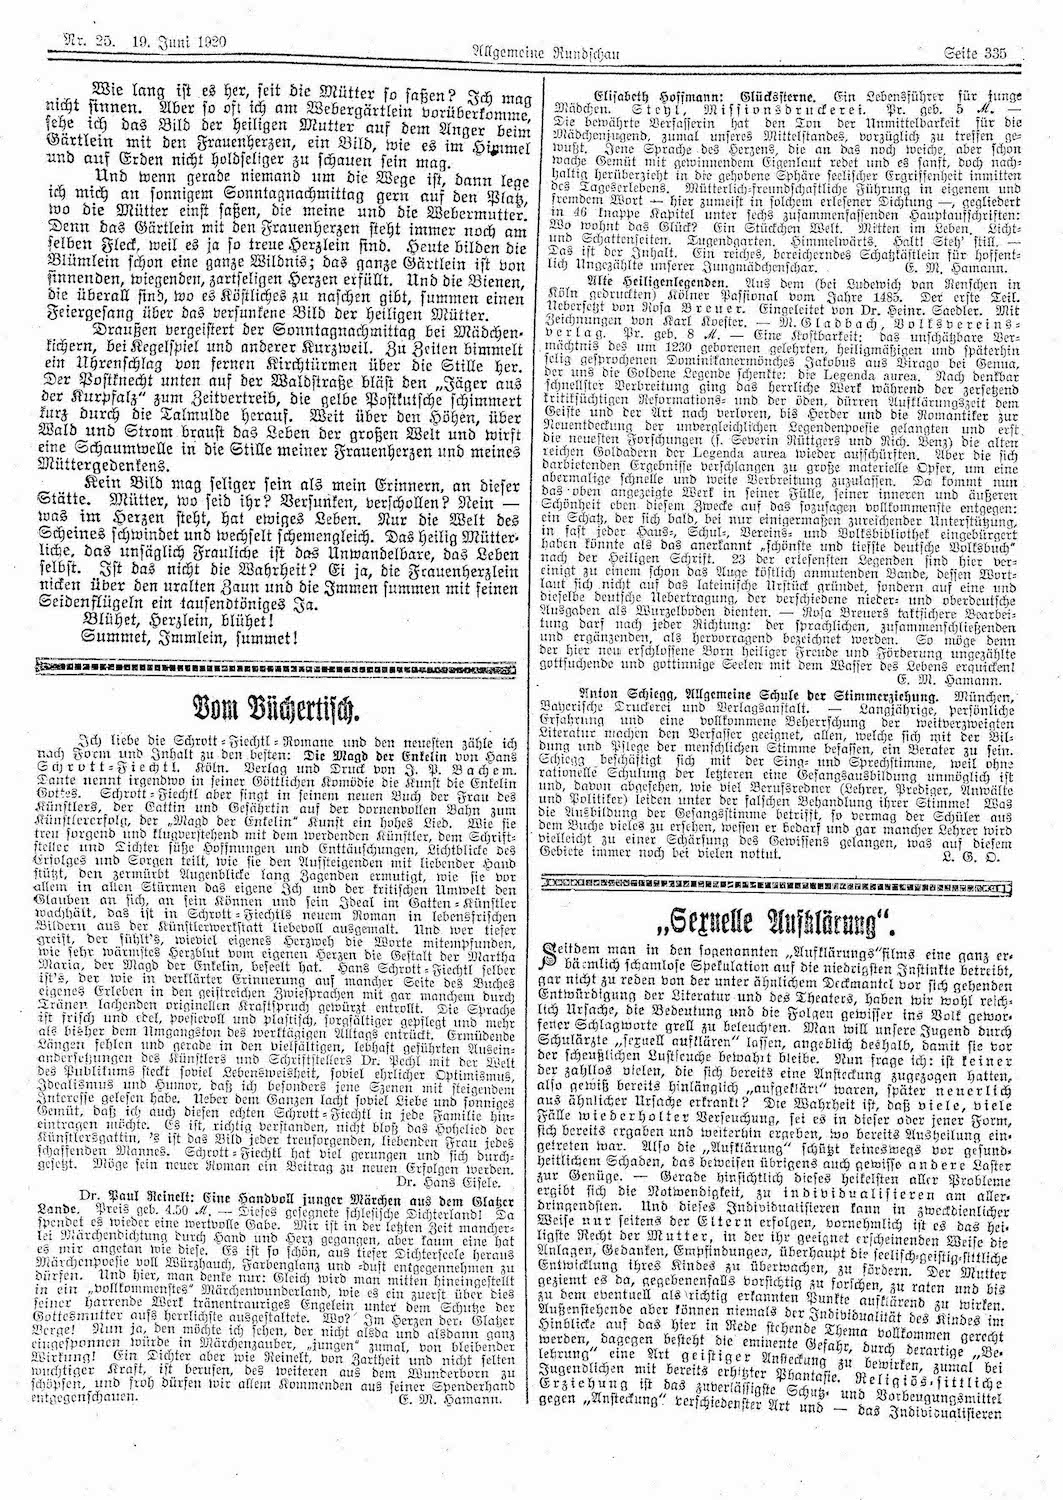 Nr. 25. 19. Juni 1920
Allgemeine Rundschau
Seite 335
Wie lang ist es her, seit die Mütter so saßen? Ich mag
nicht sinnen. Aber so oft ich am Webergärtlein vorüberkomme,
sehe ich das Bild der heiligen Mutter auf dem Anger beim
Gärtlein mit den Frauenherzen, ein Bild, wie es im Himmel
und auf Erden nicht holdseliger zu schauen sein mag.
Und wenn gerade niemand um die Wege ist, dann lege
ich mich an sonnigem Sonntagnachmittag gern auf den Platz,
wo die Mütter einst saßen, die meine und die Webermutter.
Denn das Gärtlein mit den Frauenherzen steht immer noch am
selben Fleck, weil es ja so treue Herzlein sind. Heute bilden die
Blümlein schon eine ganze Wildnis; das ganze Gärtlein ist von
sinnenden, wiegenden, zartseligen Herzen erfüllt. Und die Bienen,
die überall sind, wo es Köstliches zu naschen gibt, summen einen
Feiergesang über das versunkene Bild der heiligen Mütter.
Draußen vergeistert der Sonntagnachmittag bei Mädchen-
kichern, bei Kegelspiel und anderer Kurzweil. Zu Zeiten bimmelt
ein Uhrenschlag von fernen Kirchtürmen über die Stille her.
Der Postknecht unten auf der Waldstraße bläst den „Jäger aus
der Kurpfalz“ zum Zeitvertreib, die gelbe Postkutsche schimmert
kurz durch die Talmulde herauf. Weit über den Höhen, über
Wald und Strom braust das Leben der großen Welt und wirft
eine Schaumwelle in die Stille meiner Frauenherzen und meines
Müttergedenkens.
Kein Bild mag seliger sein als mein Erinnern, an dieser
Stätte. Mütter, wo seid ihr? Versunken, verschollen? Nein —
was im Herzen steht, hat ewiges Leben. Nur die Welt des
Scheines schwindet und wechselt schemengleich. Das heilig Mütter-
liche, das unsäglich Frauliche ist das Unwandelbare, das Leben
selbst. Ist das nicht die Wahrheit? Ei ja, die Frauenherzlein
nicken über den uralten Zaun und die Immen summen mit seinen
Seidenflügeln ein tausendtöniges Ja.
Blühet, Herzlein, blühet!
Summet, Immlein, summet!
Vom Büchertisch.
Ich liebe die Schrott-Fiechtl-Romane und den neuesten zähle ich
nach Form und Inhalt zu den besten: Die Magd der Enkelin von Hans
Schrott-Fiechtl. Köln. Verlag und Druck von J. P. Bachem.
Dante nennt irgendwo in seiner Göttlichen Komödie die Kunst die Enkelin
Gottes. Schrott-Fiechtl aber singt in seinem neuen Buch der Frau des
Künstlers, der Gattin und Gefährtin auf der dornenvollen Bahn zum
Künstlererfolg, der „Magd der Enkelin“ Kunst ein hohes Lied. Wie sie
treu sorgend und klugverstehend mit dem werdenden Künstler, dem Schrift-
steller und Dichter süße Hoffnungen und Enttäuschungen, Lichtblicke des
Erfolges und Sorgen teilt, wie sie den Aufsteigenden mit liebender Hand
stützt, den zermürbt Augenblicke lang Zagenden ermutigt, wie sie vor
allem in allen Stürmen das eigene Ich und der kritischen Umwelt den
Glauben an sich, an sein Können und sein Ideal im Gatten-Künstler
wachhält, das ist in Schrott-Fiechtls neuem Roman in lebensfrischen
Bildern aus der Künstlerwerkstatt liebevoll ausgemalt. Und wer tiefer
greift, der fühlt's, wieviel eigenes Herzweh die Worte mitempfunden,
wie sehr wärmstes Herzblut vom eigenen Herzen die Gestalt der Martha
Maria, der Magd der Enkelin, beseelt hat. Hans Schrott-Fiechtl selber
ist's, der wie in verklärter Erinnerung auf mancher Seite des Buches
eigenes Erleben in den geistreichen Zwiesprachen mit gar manchem durch
Tränen lachenden originellen Kraftspruch gewürzt entrollt. Die Sprache
ist frisch und edel, poesievoll und plastisch, sorgfältiger gepflegt und mehr
als bisher dem Umgangston des werktägigen Alltags entrückt. Ermüdende
Längen fehlen und gerade in den vielfältigen, lebhaft geführten Ausein-
andersetzungen des Künstlers und Schriftstellers Dr. Pechl mit der Welt
des Publikums steckt soviel Lebensweisheit, soviel ehrlicher Optimismus,
Idealismus und Humor, daß ich besonders jene Szenen mit steigendem
Interesse gelesen habe. Ueber dem Ganzen lacht soviel Liebe und sonniges
Gemüt, daß ich auch diesen echten Schrott-Fiechtl in jede Familie hin-
eintragen möchte. Es ist, richtig verstanden, nicht bloß das Hohelied der
Künstlersgattin, 's ist das Bild jeder treusorgenden, liebenden Frau jedes
schaffenden Mannes. Schrott-Fiechtl hat viel gerungen und sich durch-
gesetzt. Möge sein neuer Roman ein Beitrag zu neuen Erfolgen werden.
Dr. Hans Eisele.
Dr. Paul Reinelt: Eine Handvoll junger Märchen aus dem Glatzer
Lande. Preis geb. 4.50 M. — Dieses gesegnete schlesische Dichterland! Da
spendet es wieder eine wertvolle Gabe. Mir ist in der letzten Zeit mancher-
lei Märchendichtung durch Hand und Herz gegangen, aber kaum eine hat
es mir angetan wie diese. Es ist so schön, aus tiefer Dichterseele heraus
Märchenpoesie voll Würzhauch, Farbenglanz und -duft entgegennehmen zu
dürfen. Und hier, man denke nur: Gleich wird man mitten hineingestellt
in ein „vollkommenstes“ Märchenwunderland, wie es ein zuerst über dies
seiner harrende Werk tränentrauriges Engelein unter dem Schutze der
Gottesmutter aufs herrlichste ausgestaltete. Wo? Im Herzen der: Glatzer
Berge! Nun ja, den möchte ich sehen, der nicht alsda und alsdann ganz
eingesponnen würde in Märchenzauber, „jungen“ zumal, von bleibender
Wirkung! Ein Dichter aber wie Reinelt, von Zartheit und nicht selten
wuchtiger Kraft, ist berufen, des weiteren aus dem Wunderborn zu
schöpfen, und froh dürfen wir allem Kommenden aus seiner Spenderhand
entgegenschauen.
E. M. Hamann.
Elisabeth Hoffmann: Glückssterne. Ein Lebensführer für junge
Mädchen. Steyl, Missionsdruckerei. Pr. geb. 5 M. —
Die bewährte Verfasserin hat den Ton der Unmittelbarkeit für die
Mädchenjugend, zumal unseres Mittelstandes, vorzüglich zu treffen ge-
wußt. Jene Sprache des Herzens, die an das noch weiche, aber schon
wache Gemüt mit gewinnendem Eigenlaut redet und es sanft, doch nach-
haltig herüberzieht in die gehobene Sphäre seelischer Ergriffenheit inmitten
des Tageserlebens. Mütterlich-freundschaftliche Führung in eigenem und
fremdem Wort — hier zumeist in solchem erlesener Dichtung —, gegliedert
in 46 knappe Kapitel unter sechs zusammenfassenden Hauptaufschriften:
Wo wohnt das Glück? Ein Stückchen Welt. Mitten im Leben. Licht-
und Schattenseiten. Tugendgarten. Himmelwärts. Halt! Steh' still. —
Das ist der Inhalt. Ein reiches, bereicherndes Schatzkästlein für hoffent-
lich Ungezählte unserer Jungmädchenschar.
E. M. Hamann.
Alte Heiligenlegenden. Aus dem (bei Ludewich van Renschen in
Köln gedruckten) Kölner Passional vom Jahre 1485. Der erste Teil.
Uebersetzt von Rosa Breuer. Eingeleitet von Dr. Heinr. Saedler. Mit
Zeichnungen von Karl Koester. — M. Gladbach, Volksvereins-
verlag. Pr. geb. 8 M. — Eine Kostbarkeit: das unschätzbare Ver-
mächtnis des um 1230 geborenen gelehrten, heiligmäßigen und späterhin
selig gesprochenen Dominikanermönches Jakobus aus Virago bei Genua,
der uns die Goldene Legende schenkte: die Legenda aurea. Nach denkbar
schnellster Verbreitung ging das herrliche Werk während der zersetzend
kritiksüchtigen Reformations- und der öden, dürren Aufklärungszeit dem
Geiste und der Art nach verloren, bis Herder und die Romantiker zur
Neuentdeckung der unvergleichlichen Legendenpoesie gelangten und erst
die neuesten Forschungen (s. Severin Rüttgers und Rich. Benz) die alten
reichen Goldadern der Legenda aurea wieder aufschürften. Aber die sich
darbietenden Ergebnisse verschlangen zu große materielle Opfer, um eine
abermalige schnelle und weite Verbreitung zuzulassen. Da kommt nun
das oben angezeigte Werk in seiner Fülle, seiner inneren und äußeren
Schönheit eben diesem Zwecke auf das sozusagen vollkommenste entgegen:
ein Schatz, der sich bald, bei nur einigermaßen zureichender Unterstützung,
in fast jeder Haus-, Schul-, Vereins- und Volksbibliothek eingebürgert
haben könnte als das anerkannt „schönste und tiefste deutsche Volksbuch“
nach der Heiligen Schrift. 23 der erlesensten Legenden sind hier ver-
einigt zu einem schon das Auge köstlich anmutenden Bande, dessen Wort-
laut sich nicht auf das lateinische Urstück gründet, sondern auf eine und
dieselbe deutsche Uebertragung, der verschiedene nieder- und oberdeutsche
Ausgaben als Wurzelboden dienten. — Rosa Breuers taktsichere Bearbei-
tung darf nach jeder Richtung: der sprachlichen, zusammenschließenden
und ergänzenden, als hervorragend bezeichnet werden. So möge denn
der hier neu erschlossene Born heiliger Freude und Förderung ungezählte
gottsuchende und gottinnige Seelen mit dem Wasser des Lebens erquicken!
E. M. Hamann.
Anton Schiegg, Allgemeine Schule der Stimmerziehung. München,
Bayerische Druckerei und Verlagsanstalt. — Langjährige, persönliche
Erfahrung und eine vollkommene Beherrschung der weitverzweigten
Literatur machen den Verfasser geeignet, allen, welche sich mit der Bil-
dung und Pflege der menschlichen Stimme befassen, ein Berater zu sein.
Schiegg beschäftigt sich mit der Sing- und Sprechstimme, weil ohne
rationelle Schulung der letzteren eine Gesangsausbildung unmöglich ist
und, davon abgesehen, wie viel Berufsredner (Lehrer, Prediger, Anwälte
und Politiker) leiden unter der falschen Behandlung ihrer Stimme! Was
die Ausbildung der Gesangsstimme betrifft, so vermag der Schüler aus
dem Buche vieles zu ersehen, wessen er bedarf und gar mancher Lehrer wird
vielleicht zu einer Schärfung des Gewissens gelangen, was auf diesem
Gebiete immer noch bei vielen nottut.
L. G. O.
„Sexuelle Aufklärung“.
Seitdem man in den sogenannten „Aufklärungs“films eine ganz er-
bärmlich schamlose Spekulation auf die niedrigsten Instinkte betreibt,
gar nicht zu reden von der unter ähnlichem Deckmantel vor sich gehenden
Entwürdigung der Literatur und des Theaters, haben wir wohl reich-
lich Ursache, die Bedeutung und die Folgen gewisser ins Volk gewor-
fener Schlagworte grell zu beleuchten. Man will unsere Jugend durch
Schulärzte „sexuell aufklären“ lassen, angeblich deshalb, damit sie vor
der scheußlichen Lustseuche bewahrt bleibe. Nun frage ich: ist keiner
der zahllos vielen, die sich bereits eine Ansteckung zugezogen hatten,
also gewiß bereits hinlänglich „aufgeklärt“ waren, später neuerlich
aus ähnlicher Ursache erkrankt? Die Wahrheit ist, daß viele, viele
Fälle wiederholter Verseuchung, sei es in dieser oder jener Form,
sich bereits ergaben und weiterhin ergeben, wo bereits Ausheilung ein-
getreten war. Also die „Aufklärung“ schützt keineswegs vor gesund-
heitlichem Schaden, das beweisen übrigens auch gewisse andere Laster
zur Genüge. — Gerade hinsichtlich dieses heikelsten aller Probleme
ergibt sich die Notwendigkeit, zu individualisieren am aller-
dringendsten. Und dieses Individualisieren kann in zweckdienlicher
Weise nur seitens der Eltern erfolgen, vornehmlich ist es das hei-
ligste Recht der Mutter, in der ihr geeignet erscheinenden Weise die
Anlagen, Gedanken, Empfindungen, überhaupt die seelisch-geistig-sittliche
Entwicklung ihres Kindes zu überwachen, zu fördern. Der Mutter
geziemt es da, gegebenenfalls vorsichtig zu forschen, zu raten und bis
zu dem eventuell als richtig erkannten Punkte aufklärend zu wirken.
Außenstehende aber können niemals der Individualität des Kindes im
Hinblicke auf das hier in Rede stehende Thema vollkommen gerecht
werden, dagegen besteht die eminente Gefahr, durch derartige „Be-
lehrung“ eine Art geistiger Ansteckung zu bewirken, zumal bei
Jugendlichen mit bereits erhitzter Phantasie. Religiös-sittliche
Erziehung ist das zuverlässigste Schutz- und Vorbeugungsmittel
gegen „Ansteckung“ verschiedenster Art und — das Individualisieren